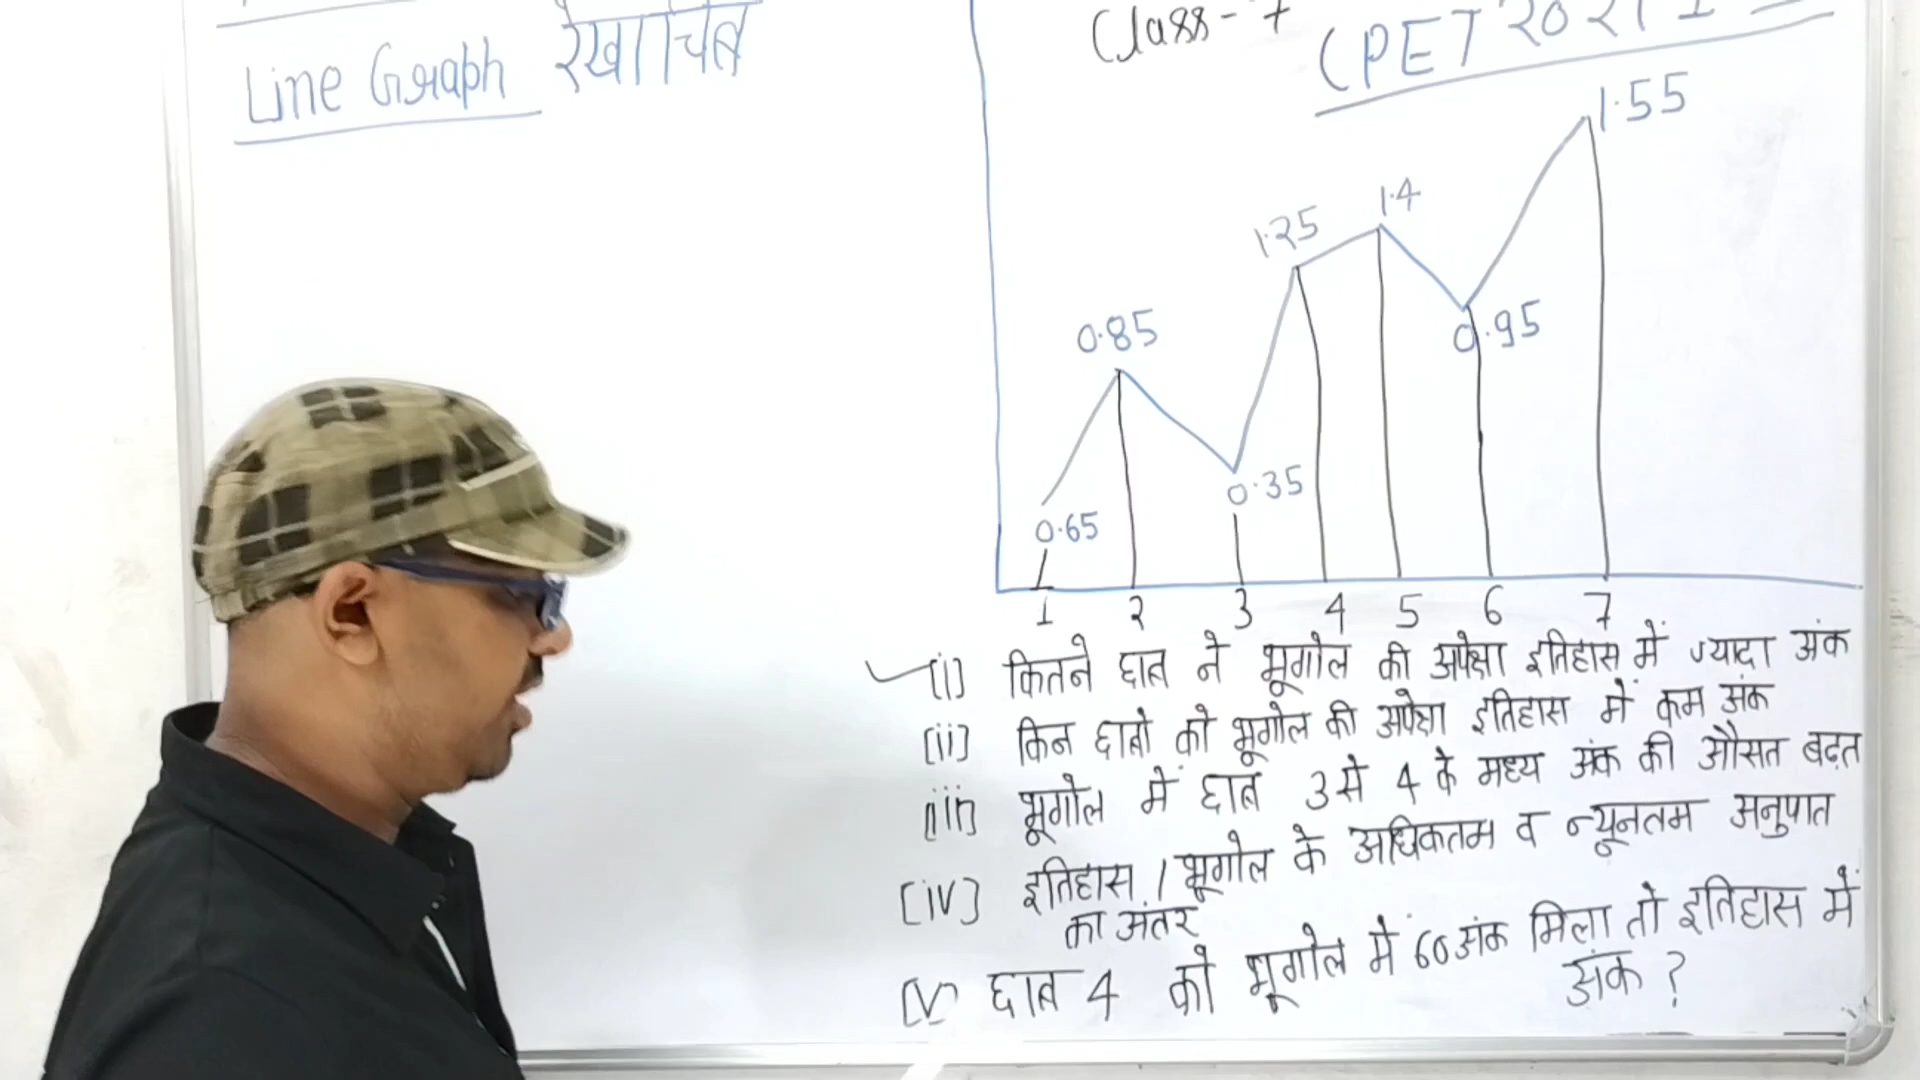 Line Graph रेखाचित्र
Class-7
(PET 2021
1.55
1.4
1.25
0.85
0.95
0.35
0.65
1 2 3 4 5 6 7
(i) कितने छात्र ने भूगोल की अपेक्षा इतिहास में ज्यादा अंक
(ii) किन छात्रो को भूगोल की अपेक्षा इतिहास में कम अंक
(iii) भूगोल में छात्र 3 से 4 के मध्य अंक की औसत बढ़त
(iv) इतिहास / भूगोल के अधिकतम व न्यूनतम अनुपात
का अंतर
(v) छात्र 4 को भूगोल में 60 अंक मिला तो इतिहास में
अंक ?